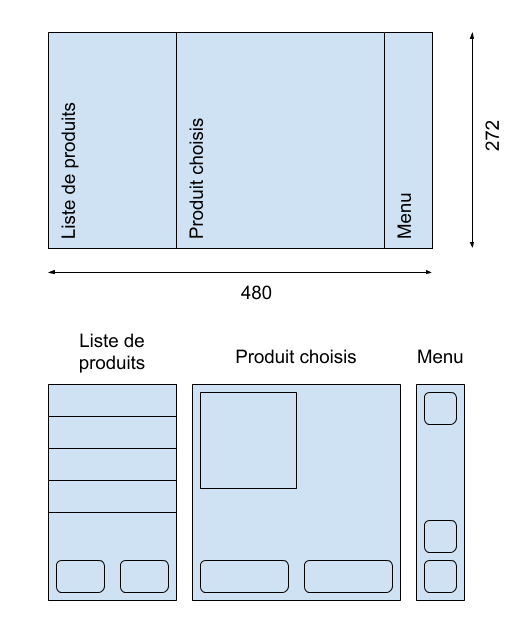 Liste de produits
Produit choisis
Menu
272
480
Liste de
produits
Produit choisis
Menu